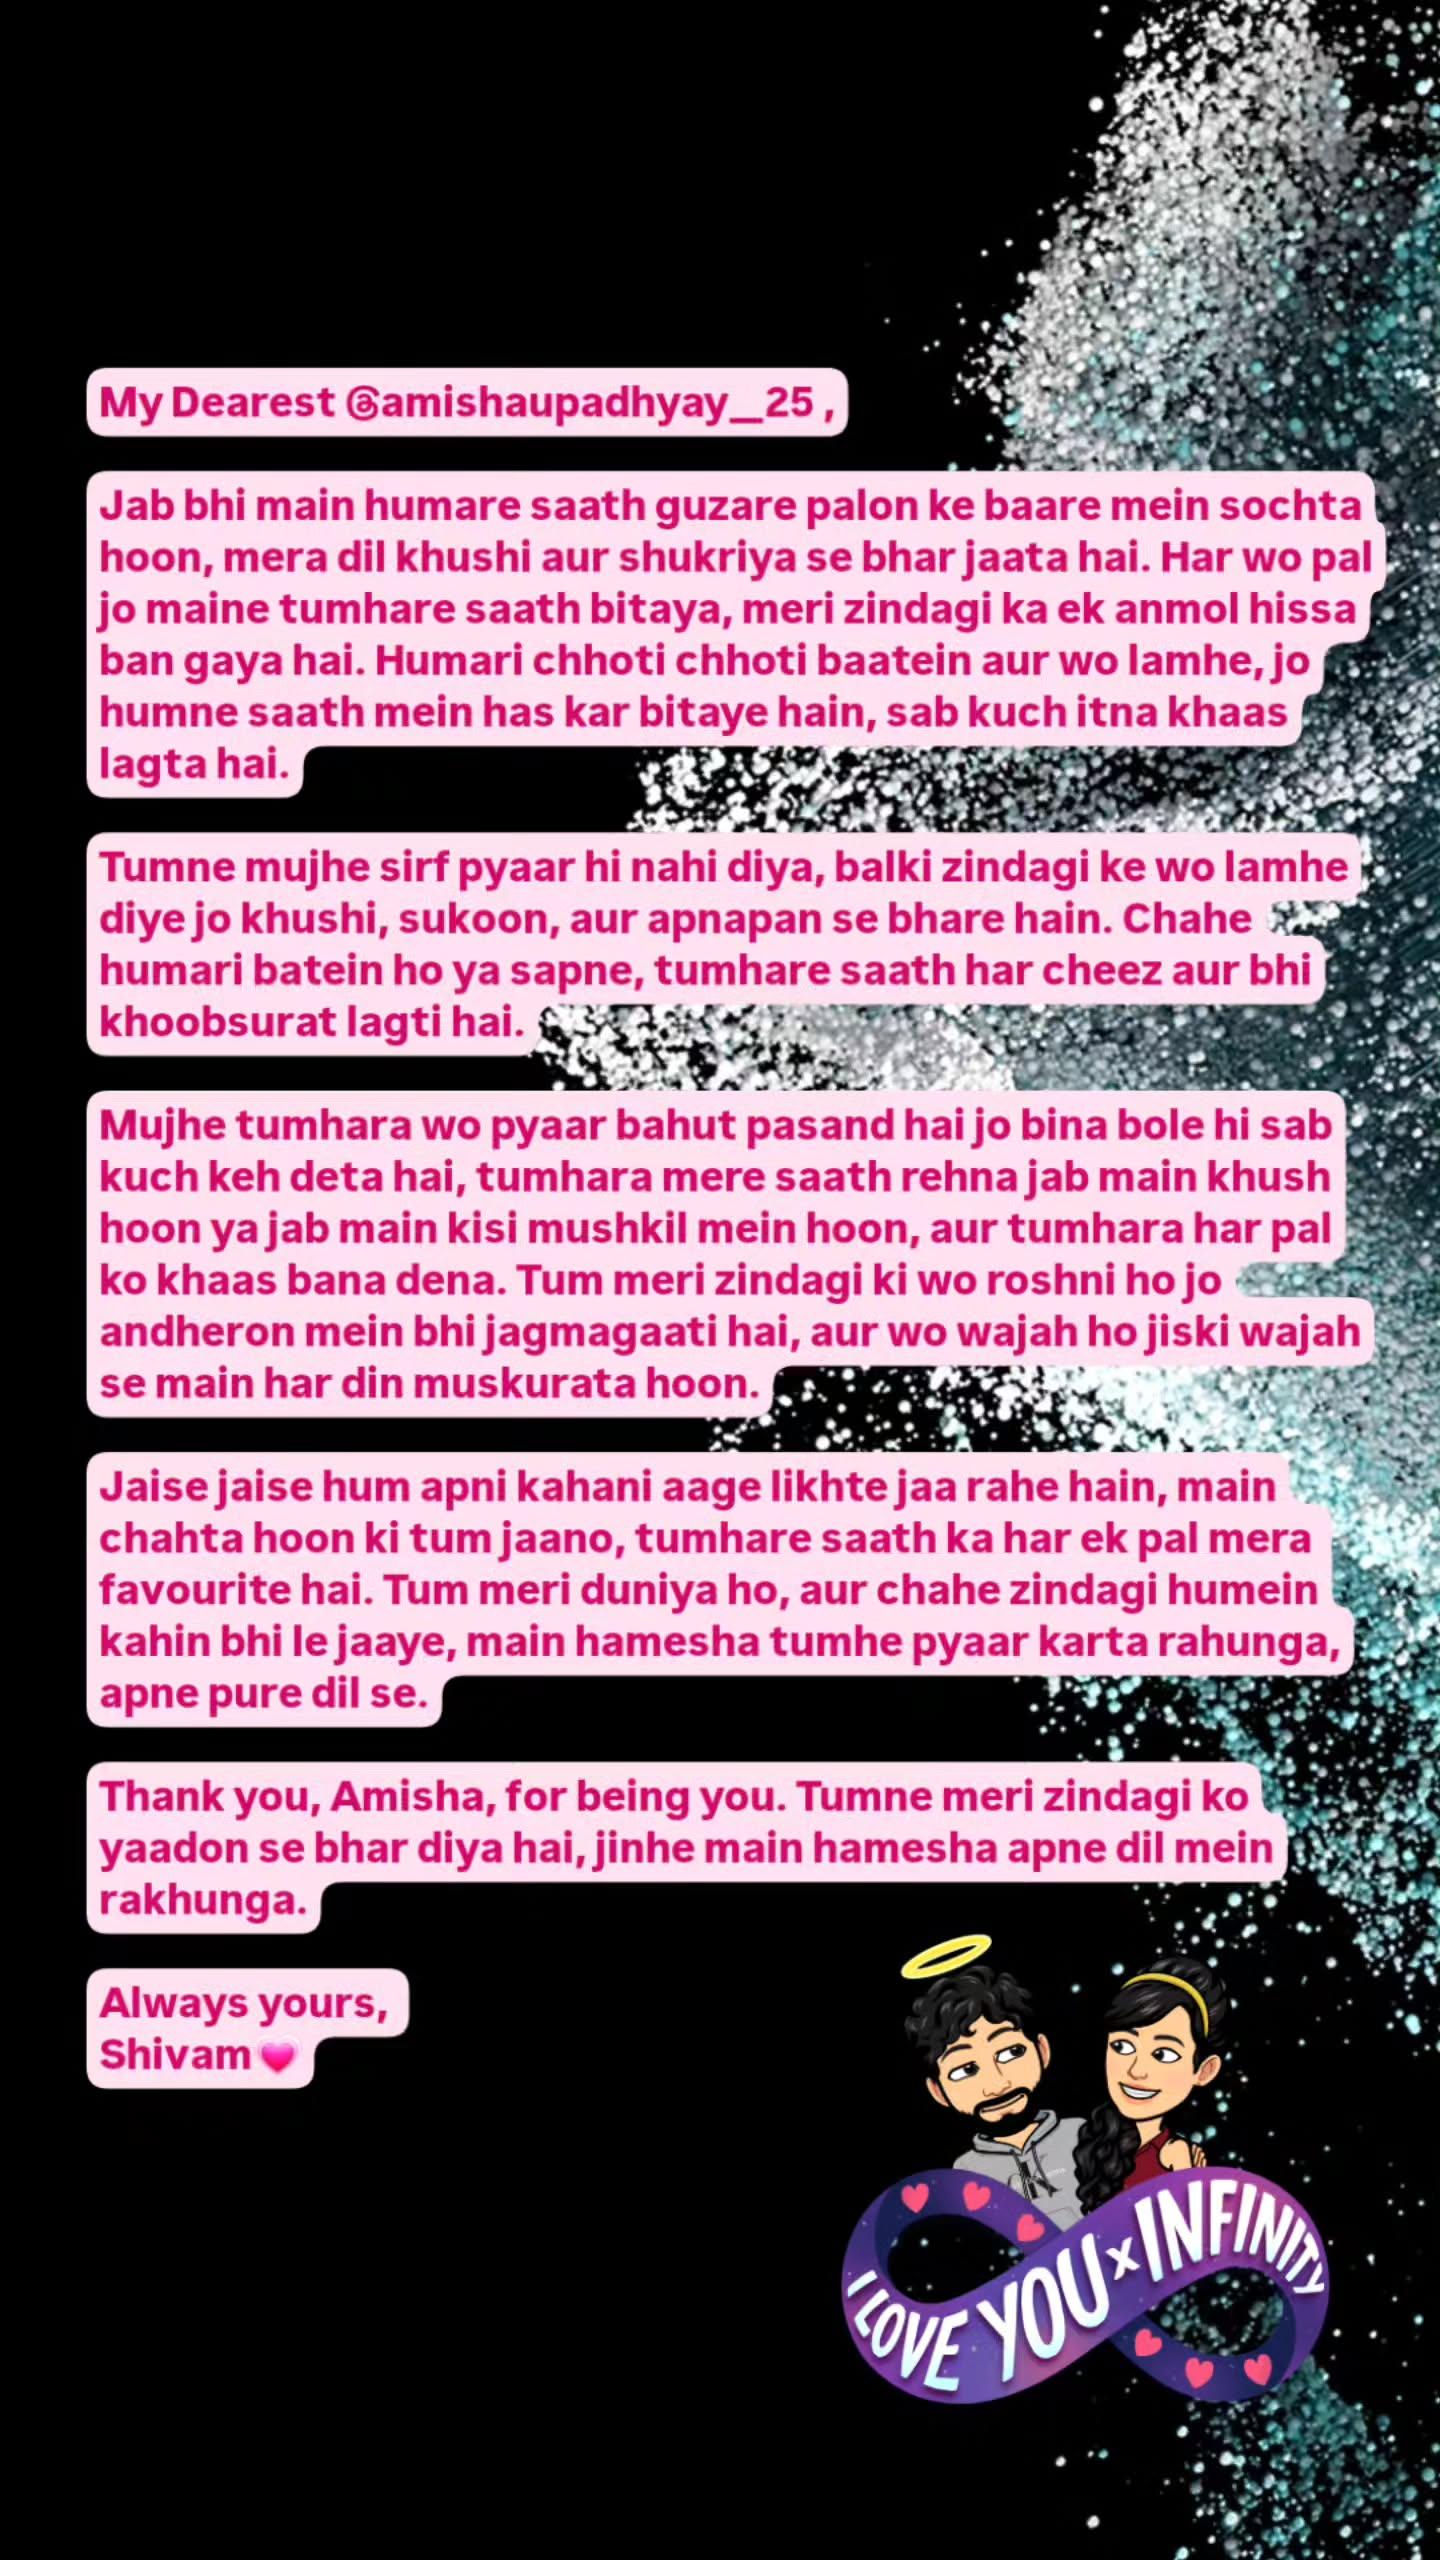 My Dearest @amishaupadhyay__25 ,
Jab bhi main humare saath guzare palon ke baare mein sochta
hoon, mera dil khushi aur shukriya se bhar jaata hai. Har wo pal
jo maine tumhare saath bitaya, meri zindagi ka ek anmol hissa
ban gaya hai. Humari chhoti chhoti baatein aur wo lamhe, jo
humne saath mein has kar bitaye hain, sab kuch itna khaas
lagta hai.
Tumne mujhe sirf pyaar hi nahi diya, balki zindagi ke wo lamhe
diye jo khushi, sukoon, aur apnapan se bhare hain. Chahe
humari batein ho ya sapne, tumhare saath har cheez aur bhi
khoobsurat lagti hai.
Mujhe tumhara wo pyaar bahut pasand hai jo bina bole hi sab
kuch keh deta hai, tumhara mere saath rehna jab main khush
hoon ya jab main kisi mushkil mein hoon, aur tumhara har pal
ko khaas bana dena. Tum meri zindagi ki wo roshni ho jo
andheron mein bhi jagmagaati hai, aur wo wajah ho jiski wajah
se main har din muskurata hoon.
Jaise jaise hum apni kahani aage likhte jaa rahe hain, main
chahta hoon ki tum jaano, tumhare saath ka har ek pal mera
favourite hai. Tum meri duniya ho, aur chahe zindagi humein
kahin bhi le jaaye, main hamesha tumhe pyaar karta rahunga,
apne pure dil se.
Thank you, Amisha, for being you. Tumne meri zindagi ko
yaadon se bhar diya hai, jinhe main hamesha apne dil mein
rakhunga.
Always yours,
Shivam💗
I LOVE YOU x INFINITY